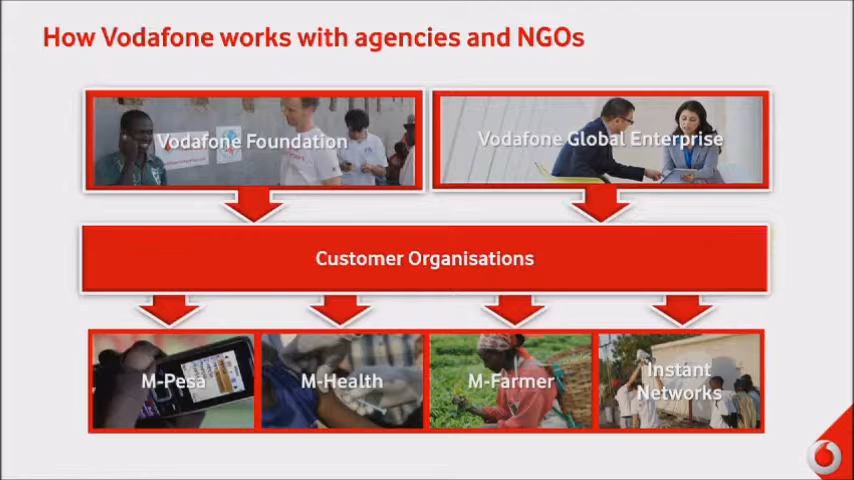 How Vodafone works with agencies and NGOs
Vodafone Foundation
Vodafone Global Enterprise
Customer Organisations
M-Pesa
M-Health
M-Farmer
Instant
Networks